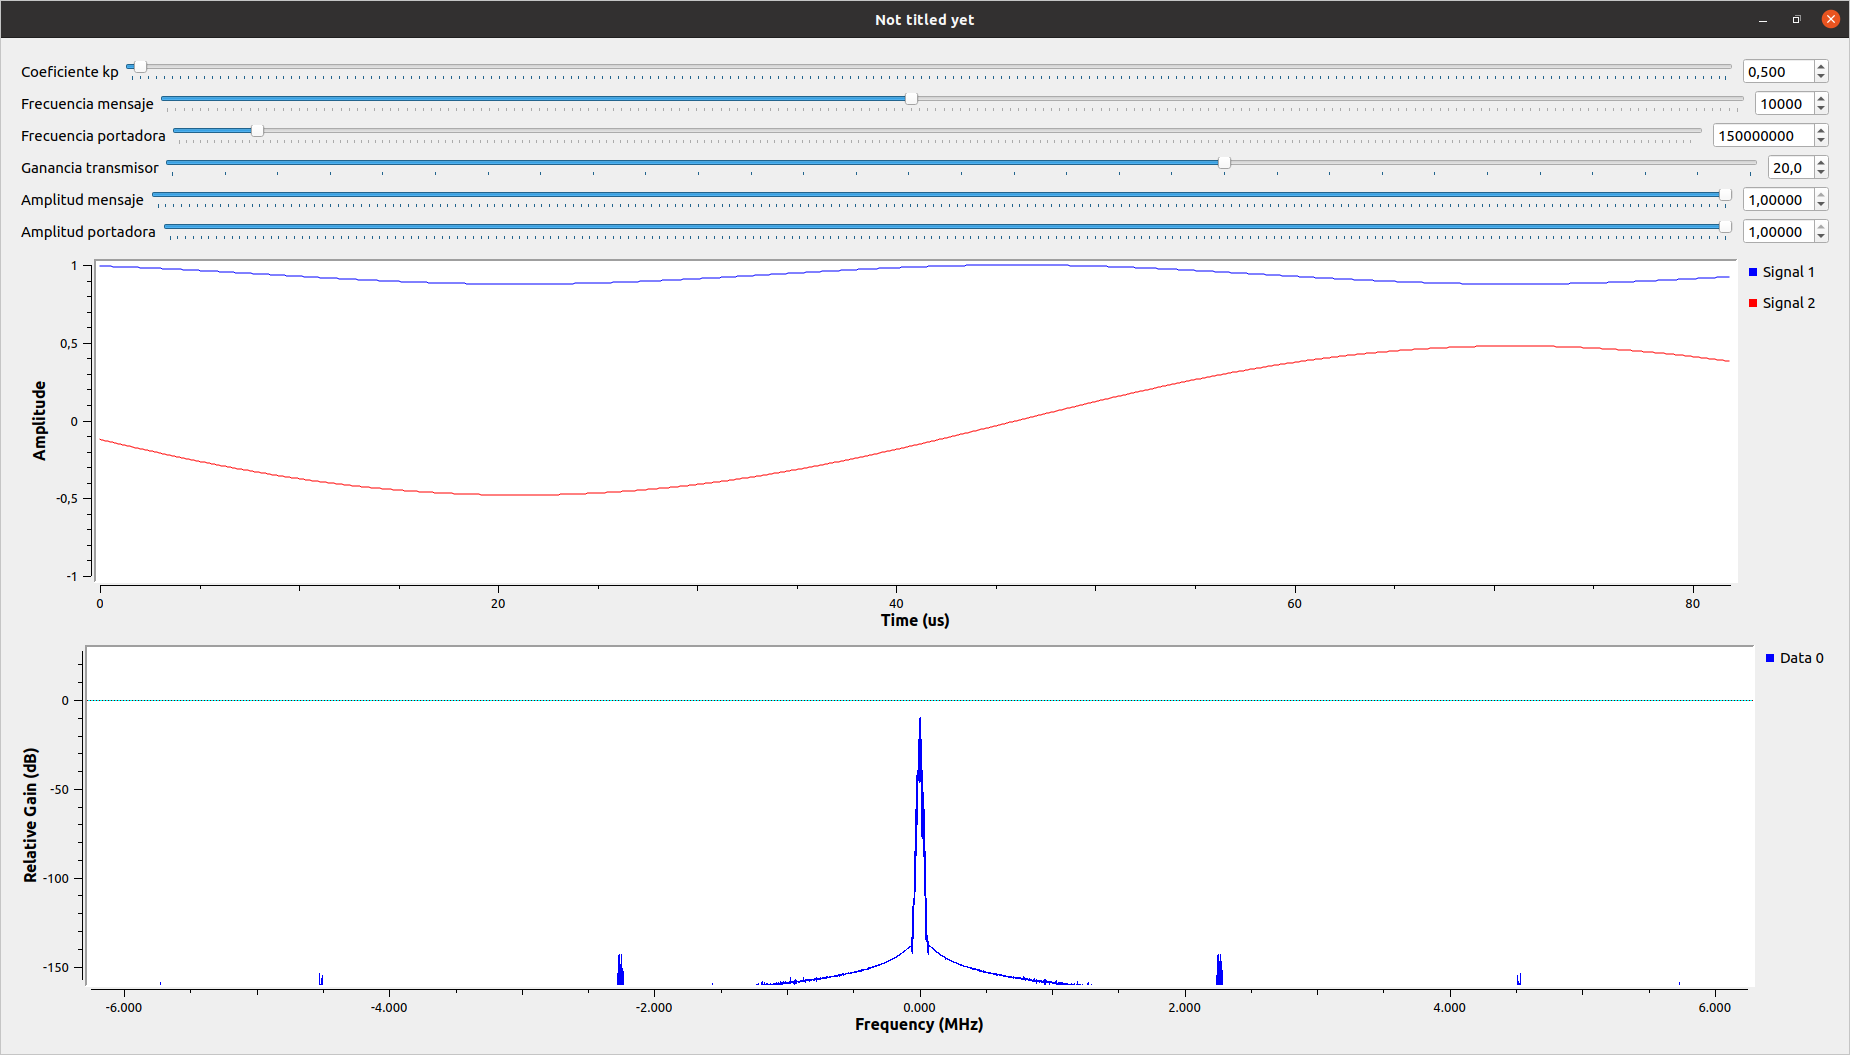 Not titled yet
Coeficiente kp 0,500
Frecuencia mensaje 10000
Frecuencia portadora 150000000
Ganancia transmisor 20,0
Amplitud mensaje 1,00000
Amplitud portadora 1,00000
Signal 1
Signal 2
Amplitude
1
0,5
0
-0,5
-1
0 20 40 60 80
Time (us)
Data 0
Relative Gain (dB)
0
-50
-100
-150
-6.000 -4.000 -2.000 0.000 2.000 4.000 6.000
Frequency (MHz)